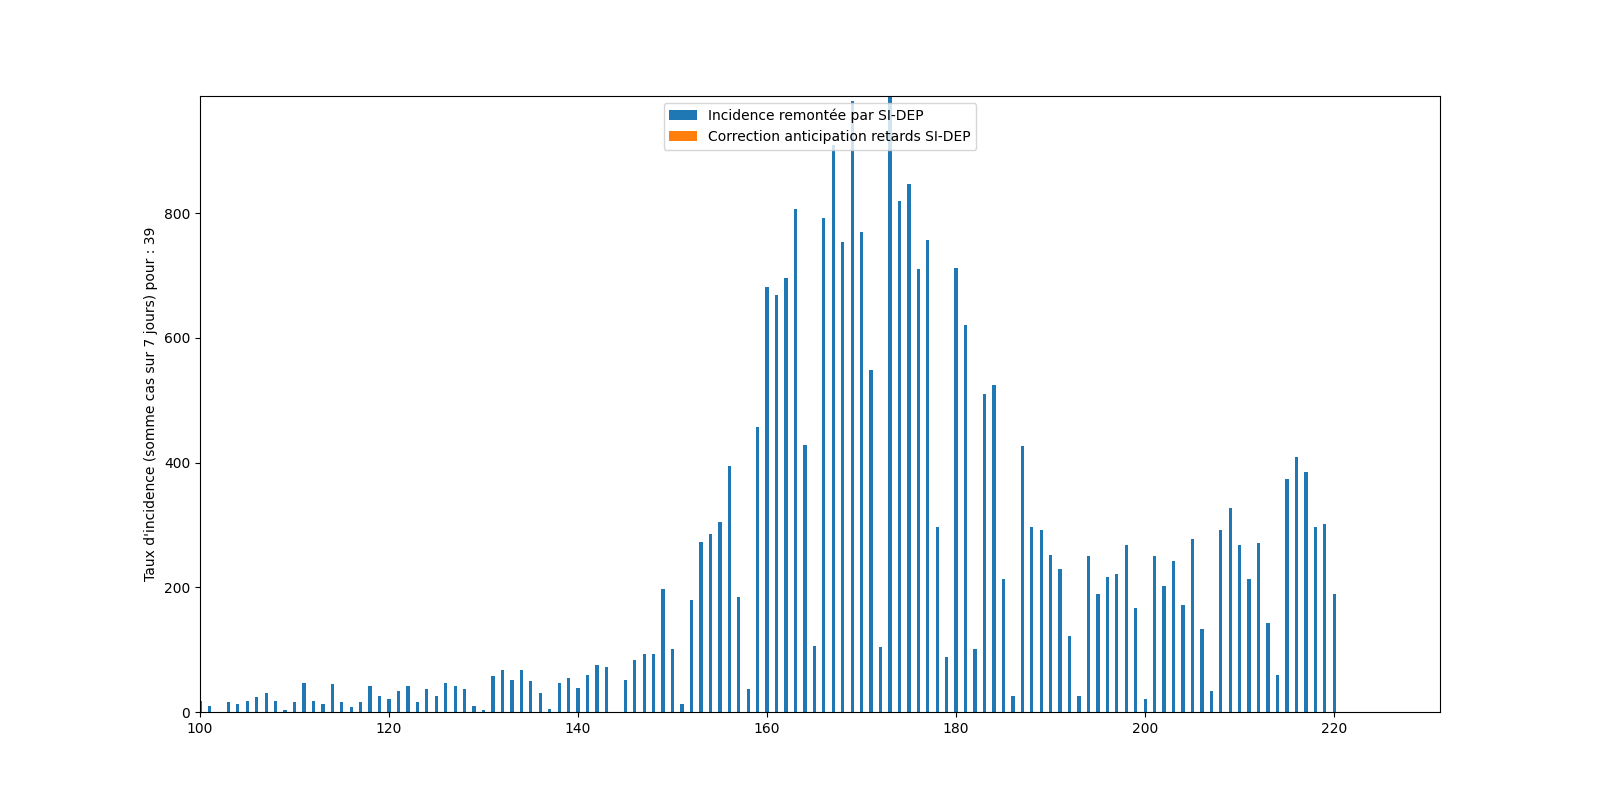 Incidence remontée par SI-DEP
Correction anticipation retards SI-DEP
Taux d'incidence (somme cas sur 7 jours) pour : 39
800
600
400
200
0
100 120 140 160 180 200 220